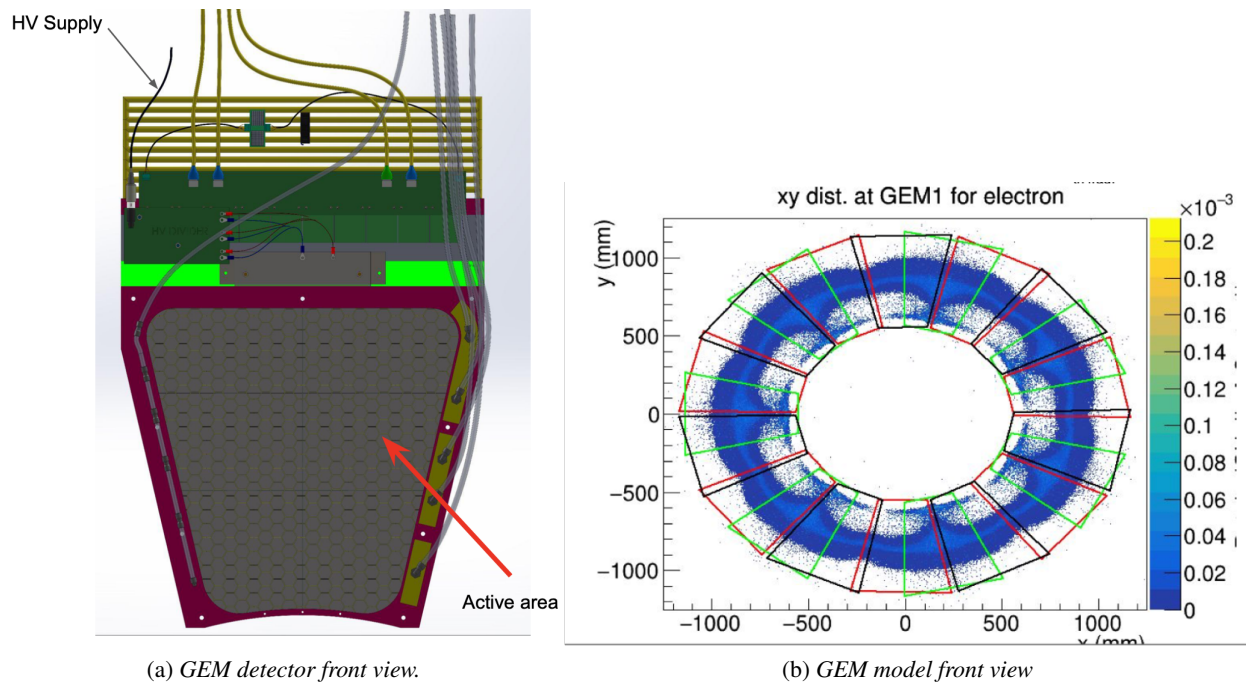 HV Supply
Active area
(a) GEM detector front view.
xy dist. at GEM1 for electron
×10⁻³
y (mm)
1000
500
0
−500
−1000
−1000 −500 0 500 1000
x (mm)
0.2
0.18
0.16
0.14
0.12
0.1
0.08
0.06
0.04
0.02
0
(b) GEM model front view